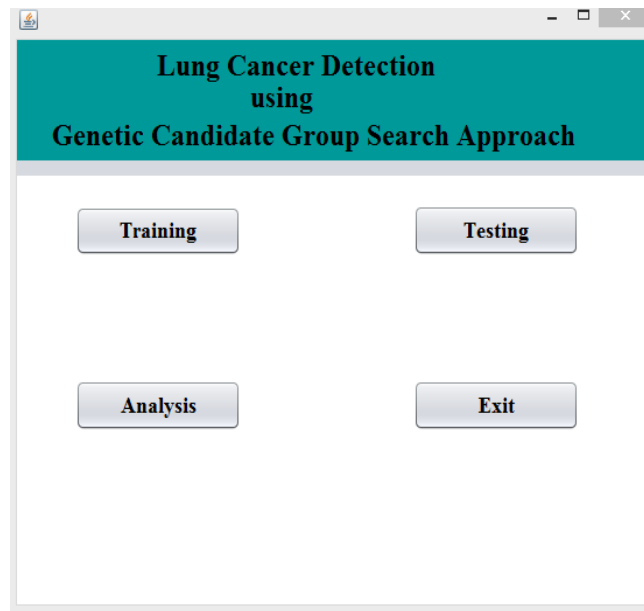 Lung Cancer Detection
using
Genetic Candidate Group Search Approach
Training
Testing
Analysis
Exit